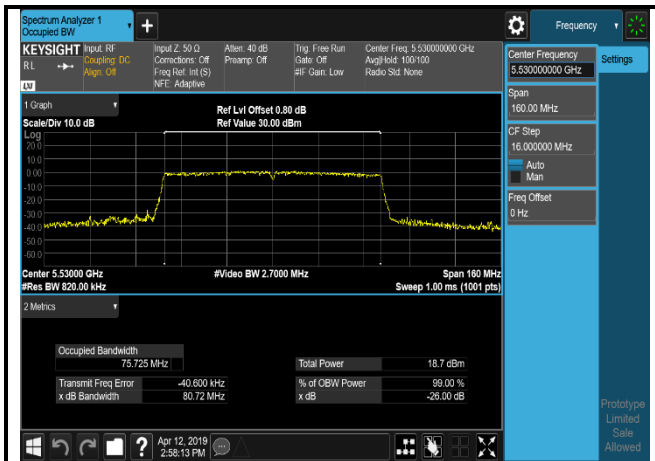 Spectrum Analyzer 1
Occupied BW
+
Frequency
KEYSIGHT
RL
LXI
Input: RF
Coupling: DC
Align: Off
Input Z: 50 Ω
Corrections: Off
Freq Ref: Int (S)
NFE: Adaptive
Atten: 40 dB
Preamp: Off
Trig: Free Run
Gate: Off
#IF Gain: Low
Center Freq: 5.530000000 GHz
Avg|Hold: 100/100
Radio Std: None
Center Frequency
5.530000000 GHz
Settings
Span
160.00 MHz
CF Step
16.000000 MHz
Auto
Man
Freq Offset
0 Hz
1 Graph
Scale/Div 10.0 dB
Ref Lvl Offset 0.80 dB
Ref Value 30.00 dBm
Log
20.0
10.0
0.00
-10.0
-20.0
-30.0
-40.0
-50.0
-60.0
Center 5.53000 GHz
#Video BW 2.7000 MHz
Span 160 MHz
#Res BW 820.00 kHz
Sweep 1.00 ms (1001 pts)
2 Metrics
Occupied Bandwidth
75.725 MHz
Total Power 18.7 dBm
Transmit Freq Error -40.600 kHz
% of OBW Power 99.00 %
x dB Bandwidth 80.72 MHz
x dB -26.00 dB
Prototype
Limited
Sale
Allowed
?
Apr 12, 2019
2:58:13 PM